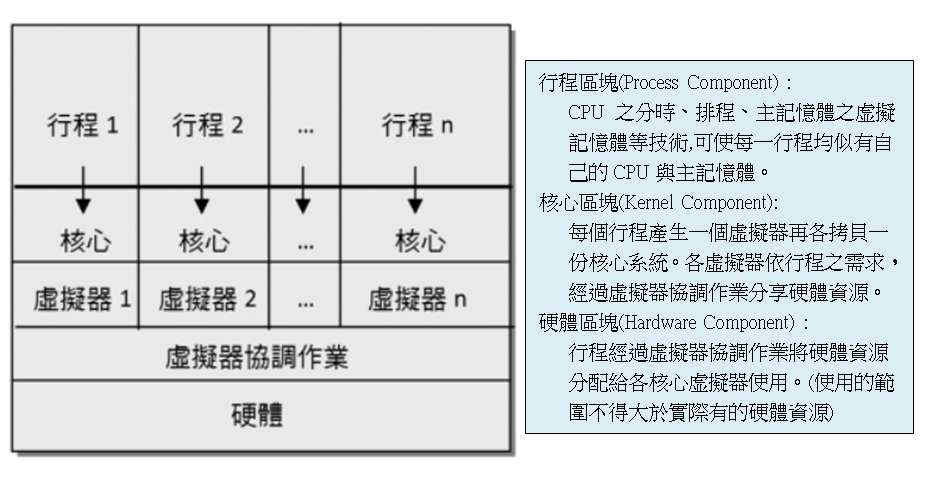 行程 1 行程 2 ... 行程 n
核心 核心 ... 核心
虛擬器 1 虛擬器 2 ... 虛擬器 n
虛擬器協調作業
硬體
行程區塊(Process Component)：
CPU 之分時、排程、主記憶體之虛擬
記憶體等技術,可使每一行程均似有自
己的 CPU 與主記憶體。
核心區塊(Kernel Component):
每個行程產生一個虛擬器再各拷貝一
份核心系統。各虛擬器依行程之需求，
經過虛擬器協調作業分享硬體資源。
硬體區塊(Hardware Component)：
行程經過虛擬器協調作業將硬體資源
分配給各核心虛擬器使用。(使用的範
圍不得大於實際有的硬體資源)